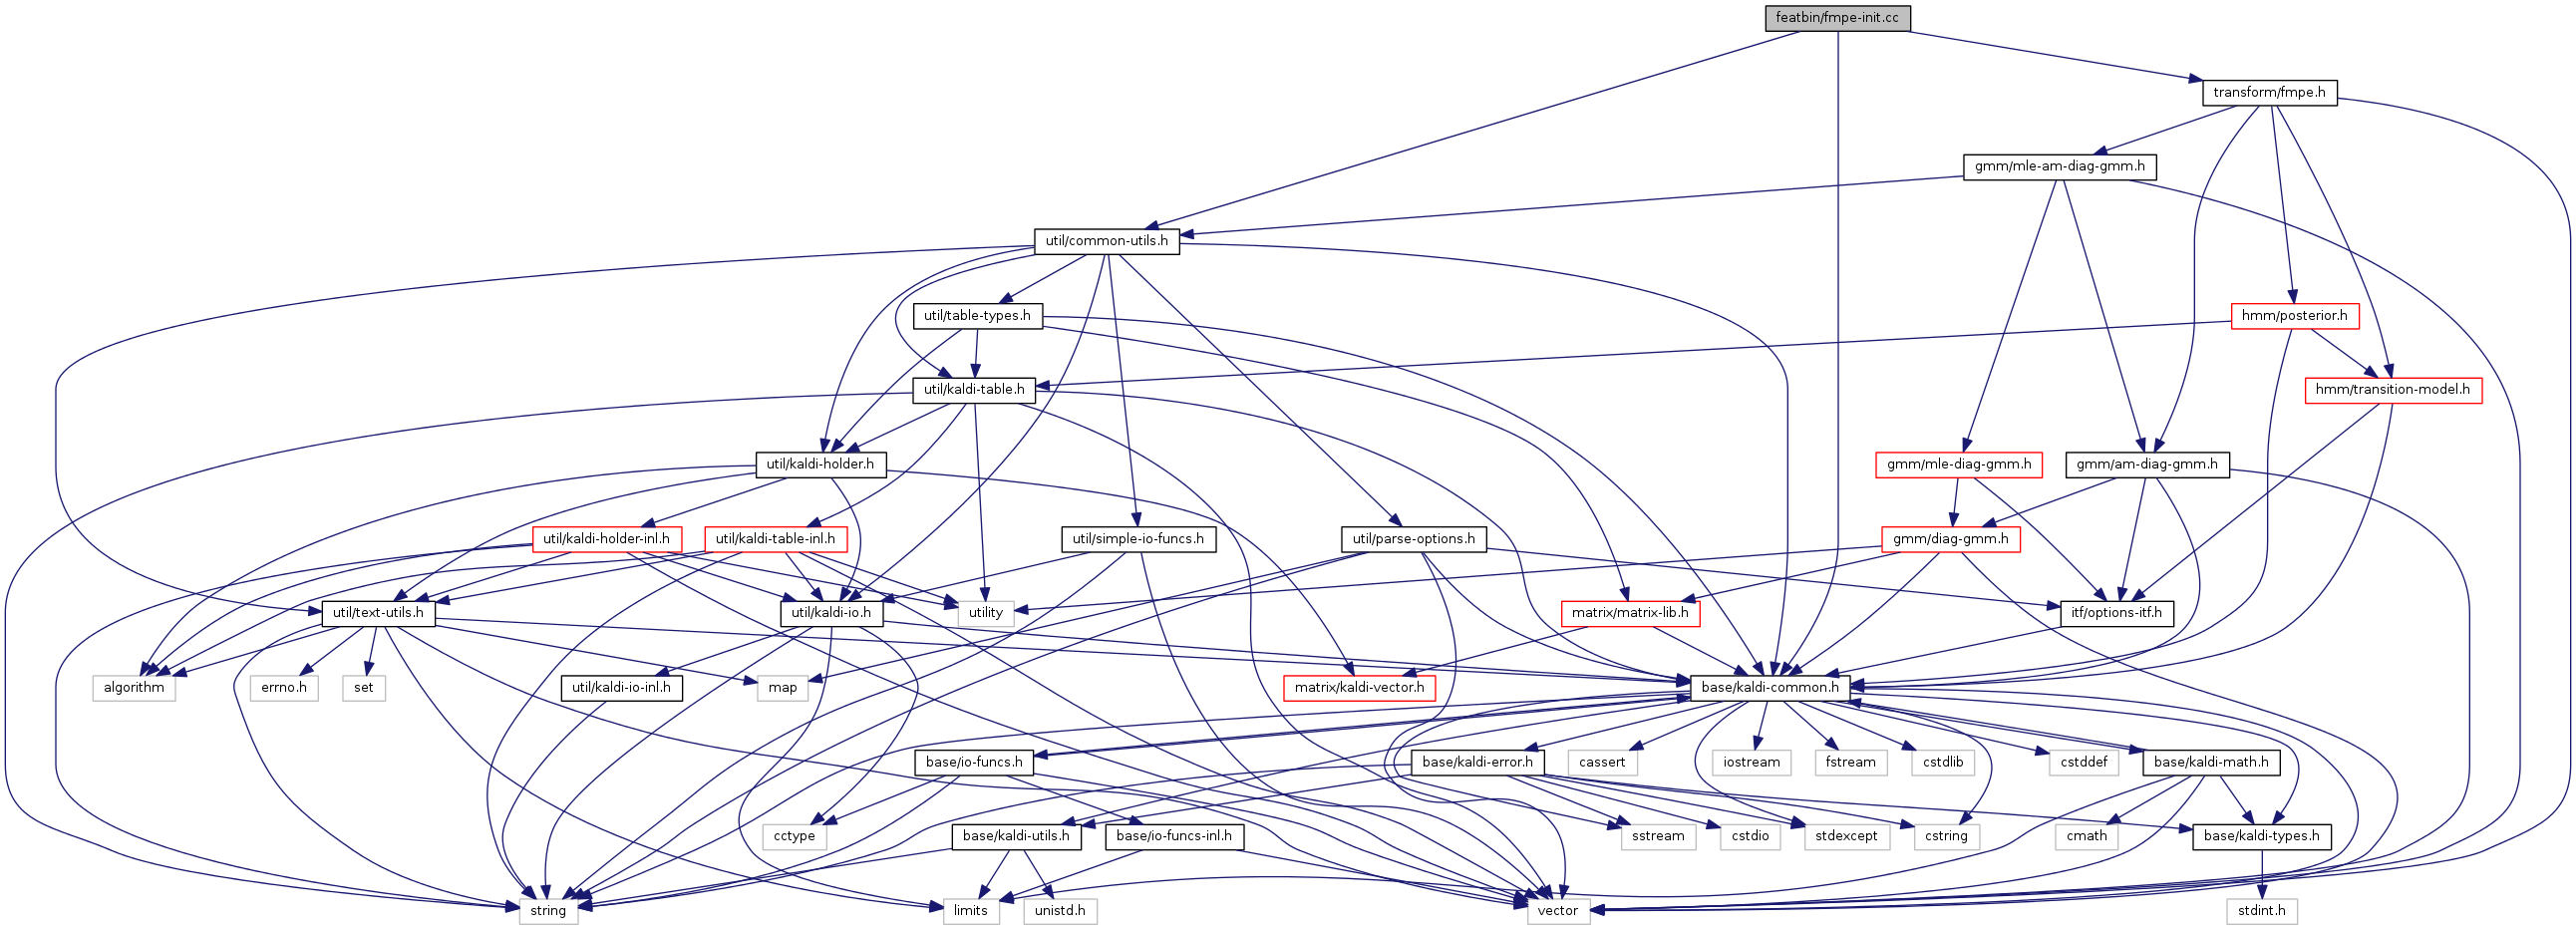 featbin/fmpe-init.cc
transform/fmpe.h
gmm/mle-am-diag-gmm.h
util/common-utils.h
util/table-types.h
hmm/posterior.h
util/kaldi-table.h
hmm/transition-model.h
util/kaldi-holder.h
gmm/mle-diag-gmm.h
gmm/am-diag-gmm.h
util/kaldi-holder-inl.h
util/kaldi-table-inl.h
util/simple-io-funcs.h
util/parse-options.h
gmm/diag-gmm.h
util/text-utils.h
util/kaldi-io.h
utility
matrix/matrix-lib.h
itf/options-itf.h
algorithm
errno.h
set
util/kaldi-io-inl.h
map
matrix/kaldi-vector.h
base/kaldi-common.h
base/io-funcs.h
base/kaldi-error.h
cassert
iostream
fstream
cstdlib
cstddef
base/kaldi-math.h
cctype
base/kaldi-utils.h
base/io-funcs-inl.h
sstream
cstdio
stdexcept
cstring
cmath
base/kaldi-types.h
string
limits
unistd.h
vector
stdint.h